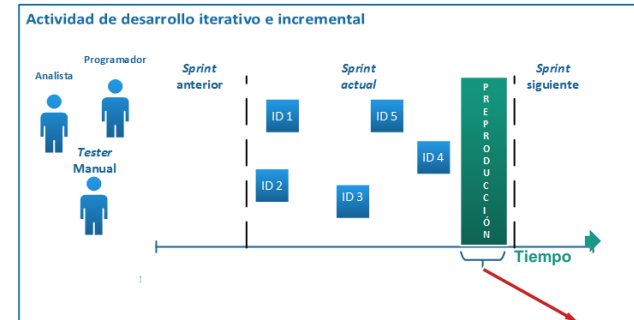 Actividad de desarrollo iterativo e incremental
Programador
Analista
Tester
Manual
Sprint
anterior
Sprint
actual
Sprint
siguiente
ID 1
ID 5
ID 4
ID 2
ID 3
PREPRODUCCIÓN
Tiempo